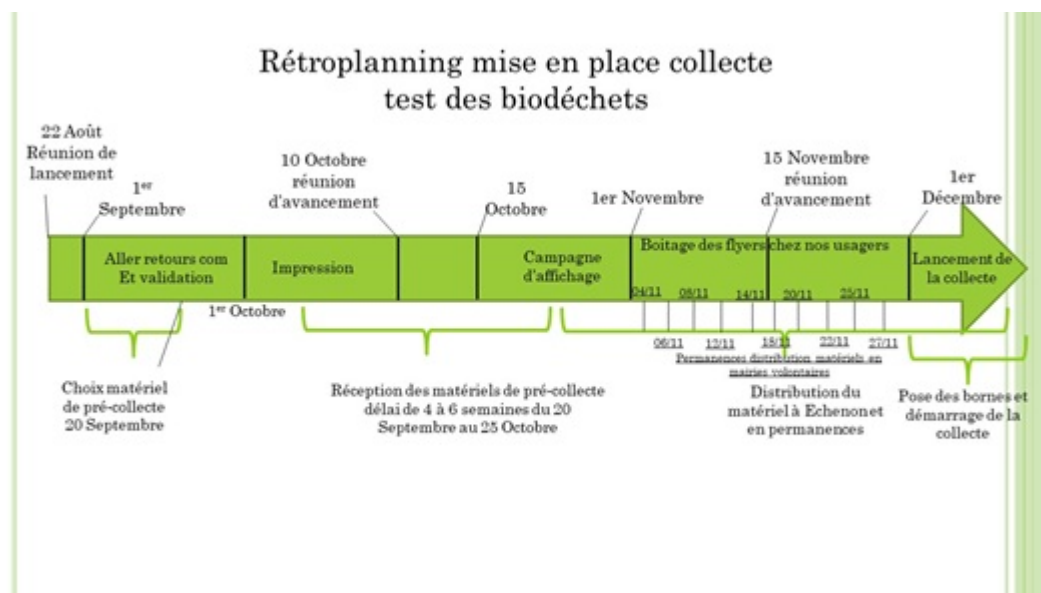 Rétroplanning mise en place collecte
test des biodéchets
22 Août
Réunion de
lancement
1er
Septembre
10 Octobre
réunion
d'avancement
15
Octobre
1er Novembre
15 Novembre
réunion
d'avancement
1er
Décembre
Aller retours com
Et validation
Impression
Campagne
d'affichage
Boitage des flyers chez nos usagers
Lancement de
la collecte
1er Octobre
04/11
08/11
14/11
20/11
25/11
06/11
12/11
18/11
22/11
27/11
Permanences distribution matériels en
mairies volontaires
Choix matériel
de pré-collecte
20 Septembre
Réception des matériels de pré-collecte
délai de 4 à 6 semaines du 20
Septembre au 25 Octobre
Distribution du
matériel à Echenon et
en permanences
Pose des bornes et
démarrage de la
collecte